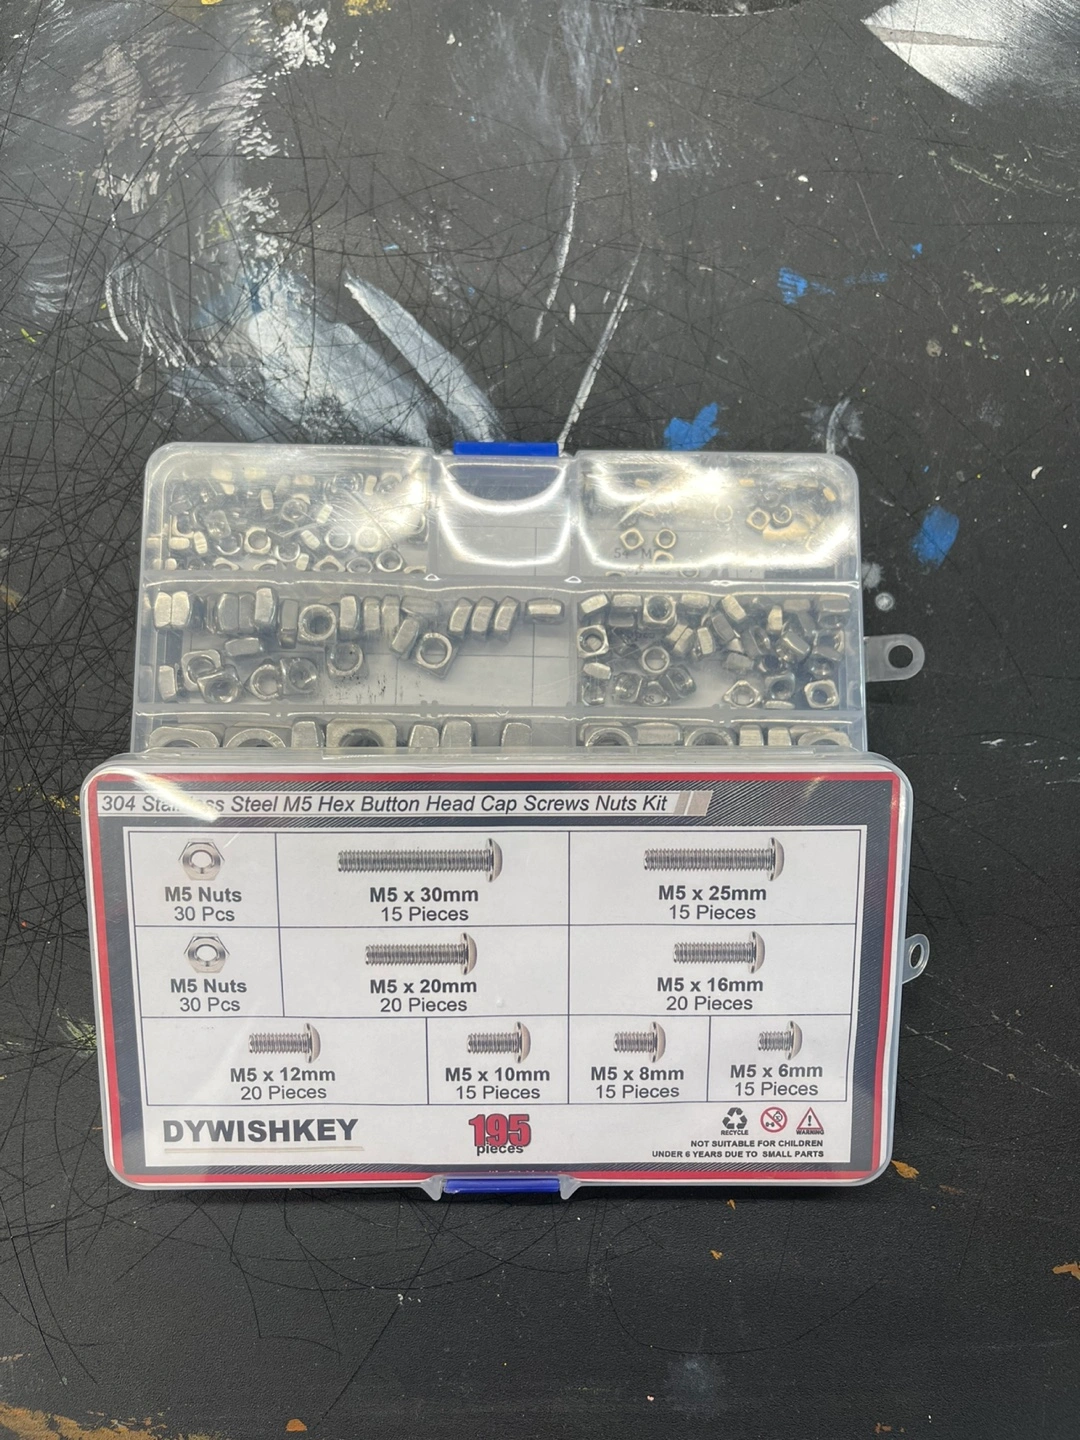 304 Stainless Steel M5 Hex Button Head Cap Screws Nuts Kit
M5 Nuts
30 Pcs
M5 x 30mm
15 Pieces
M5 x 25mm
15 Pieces
M5 Nuts
30 Pcs
M5 x 20mm
20 Pieces
M5 x 16mm
20 Pieces
M5 x 12mm
20 Pieces
M5 x 10mm
15 Pieces
M5 x 8mm
15 Pieces
M5 x 6mm
15 Pieces
DYWISHKEY
195
pieces
RECYCLE
WARNING
NOT SUITABLE FOR CHILDREN
UNDER 6 YEARS DUE TO SMALL PARTS